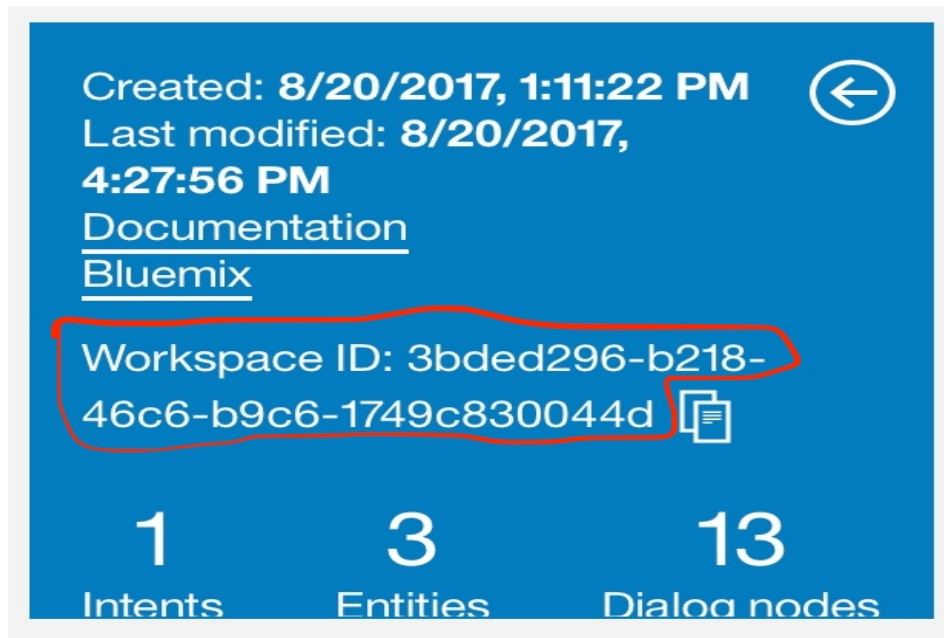 Created: 8/20/2017, 1:11:22 PM
Last modified: 8/20/2017,
4:27:56 PM
Documentation
Bluemix
Workspace ID: 3bded296-b218-
46c6-b9c6-1749c830044d
1 3 13
Intents Entities Dialog nodes